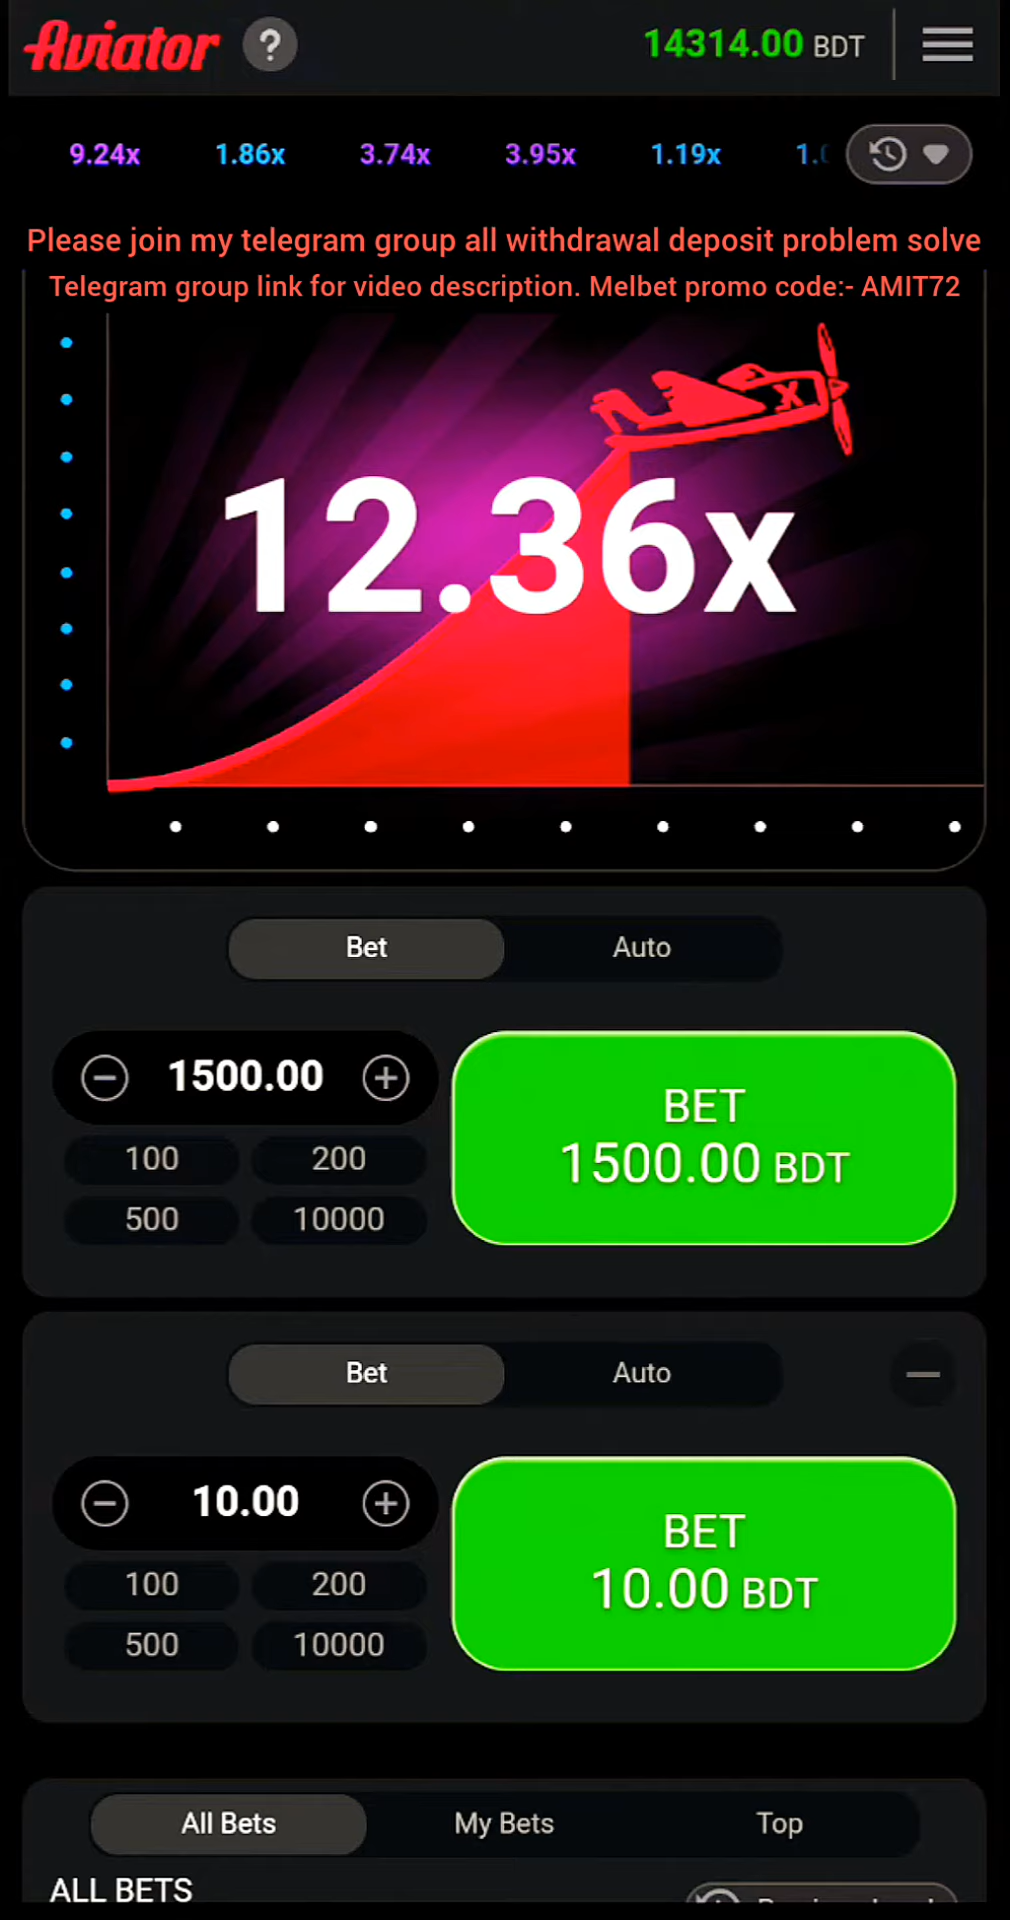 Aviator ? 14314.00 BDT
9.24x 1.86x 3.74x 3.95x 1.19x
Please join my telegram group all withdrawal deposit problem solve
Telegram group link for video description. Melbet promo code:- AMIT72
X
12.36x
Bet Auto
1500.00
BET
1500.00 BDT
100 200
500 10000
Bet Auto
10.00
BET
10.00 BDT
100 200
500 10000
All Bets My Bets Top
ALL BETS